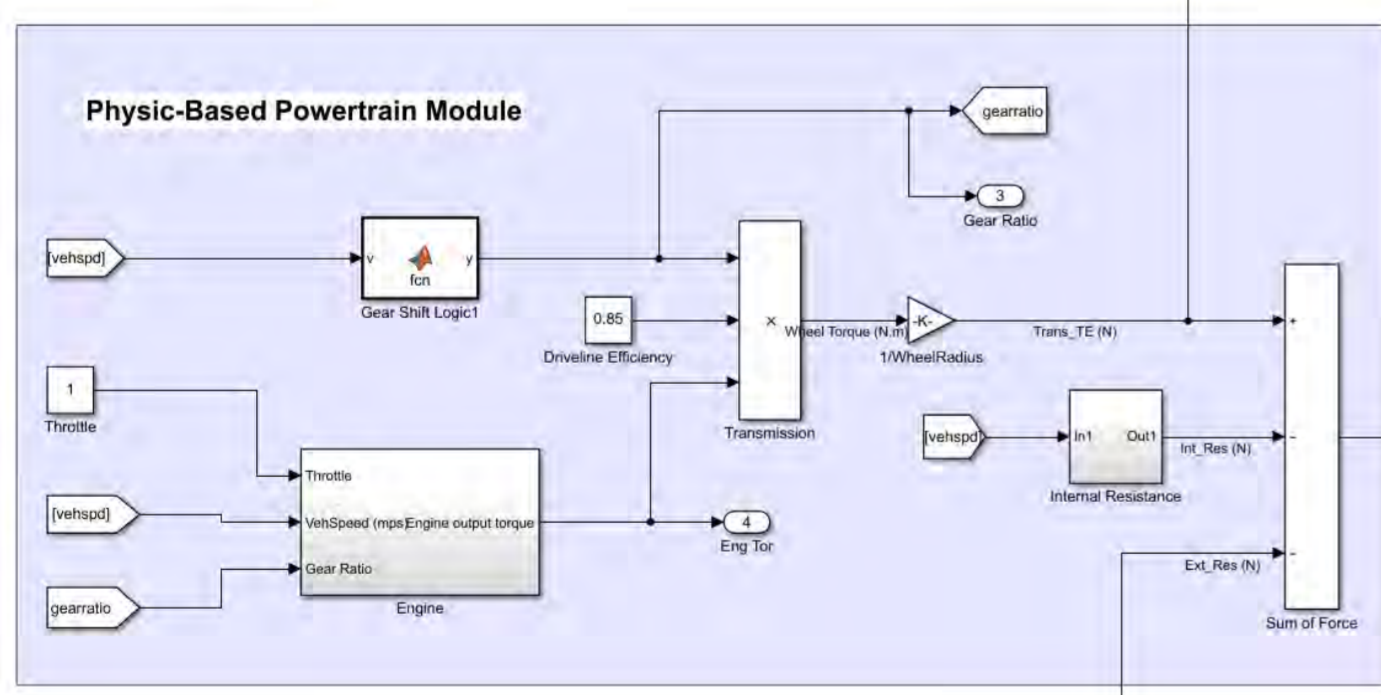 Physic-Based Powertrain Module
gearratio
3
Gear Ratio
[vehspd]
v
fcn
y
Gear Shift Logic1
0.85
Driveline Efficiency
×
Wheel Torque (N.m)
Transmission
-K-
1/WheelRadius
Trans_TE (N)
+
-
-
Sum of Force
1
Throttle
[vehspd]
In1
Out1
Int_Res (N)
Internal Resistance
Throttle
VehSpeed (mps)
Engine output torque
Gear Ratio
Engine
[vehspd]
gearratio
4
Eng Tor
Ext_Res (N)